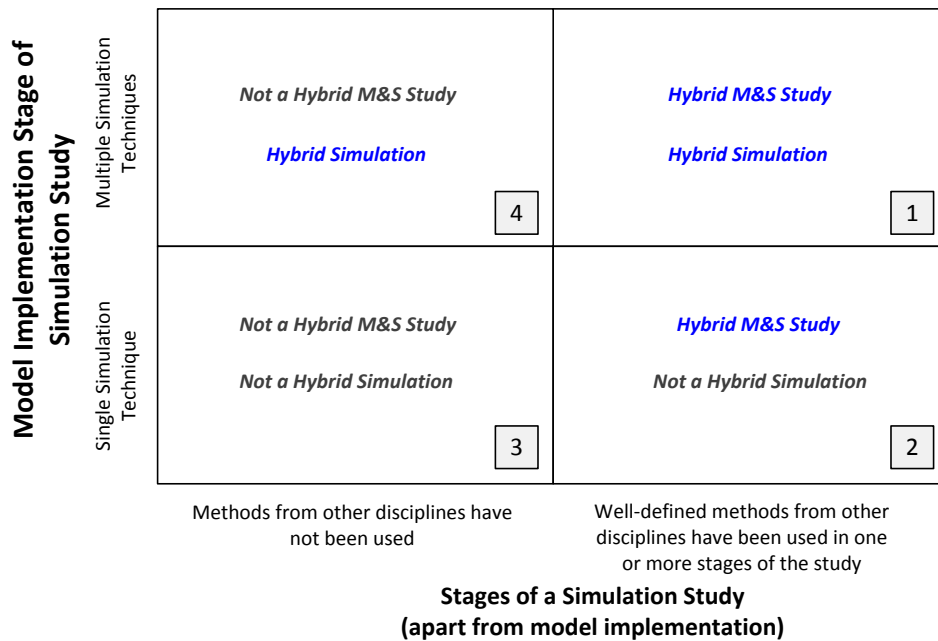 Model Implementation Stage of
Simulation Study
Multiple Simulation
Techniques
Not a Hybrid M&S Study
Hybrid Simulation
4
Hybrid M&S Study
Hybrid Simulation
1
Single Simulation
Technique
Not a Hybrid M&S Study
Not a Hybrid Simulation
3
Hybrid M&S Study
Not a Hybrid Simulation
2
Methods from other disciplines have
not been used
Well-defined methods from other
disciplines have been used in one
or more stages of the study
Stages of a Simulation Study
(apart from model implementation)